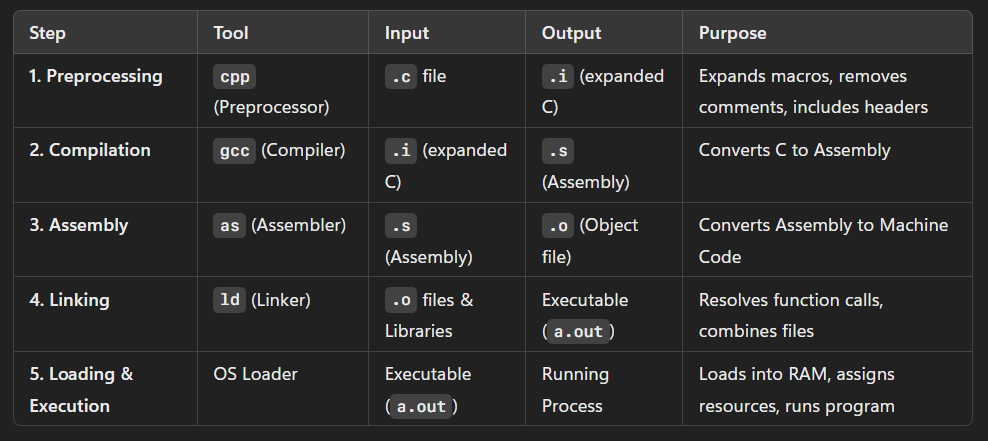 Step Tool Input Output Purpose
1. Preprocessing cpp .c file .i (expanded Expands macros, removes
(Preprocessor) C) comments, includes headers
2. Compilation gcc (Compiler) .i (expanded .s Converts C to Assembly
C) (Assembly)
3. Assembly as (Assembler) .s .o (Object Converts Assembly to Machine
(Assembly) file) Code
4. Linking ld (Linker) .o files & Executable Resolves function calls,
Libraries (a.out) combines files
5. Loading & OS Loader Executable Running Loads into RAM, assigns
Execution (a.out) Process resources, runs program